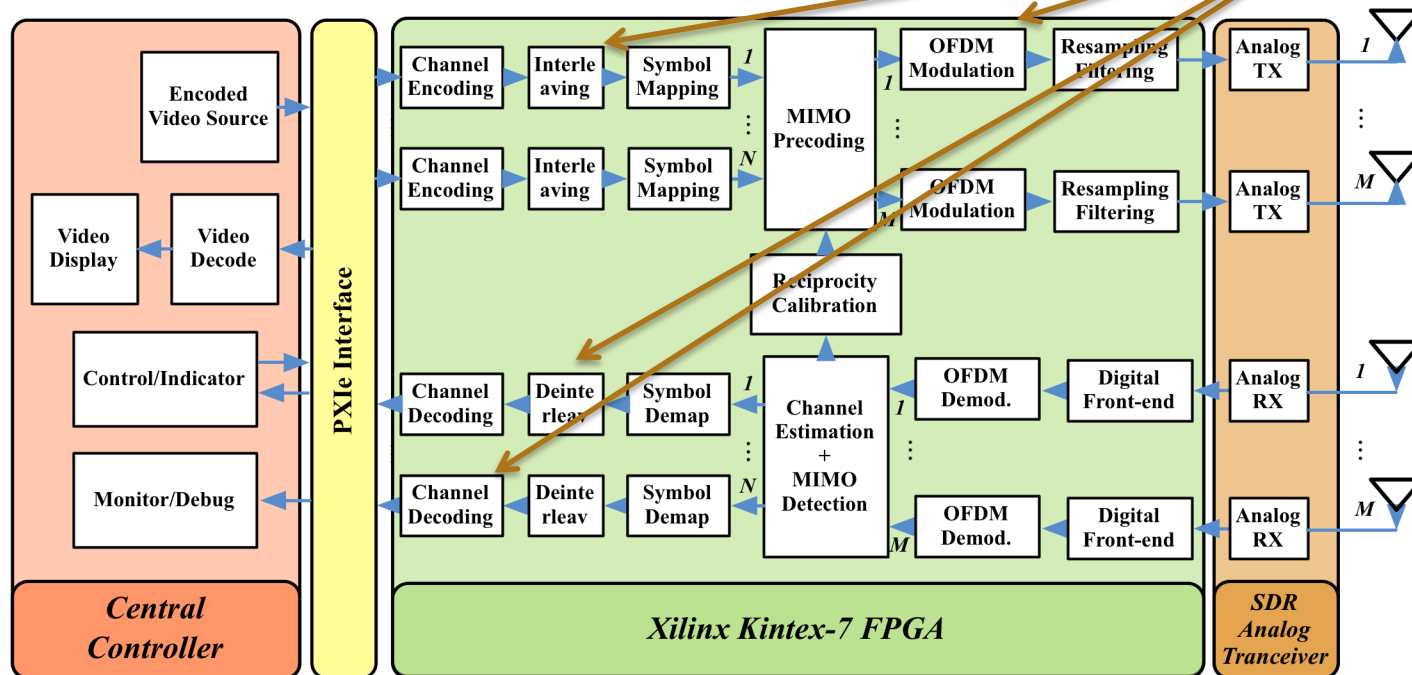 Encoded
Video Source
Video
Display
Video
Decode
Control/Indicator
Monitor/Debug
Central
Controller
PXIe Interface
Channel
Encoding
Interle
aving
Symbol
Mapping
1
⋮
N
Channel
Encoding
Interle
aving
Symbol
Mapping
MIMO
Precoding
1
⋮
M
OFDM
Modulation
Resampling
Filtering
OFDM
Modulation
Resampling
Filtering
Reciprocity
Calibration
Channel
Decoding
Deinte
rleav
Symbol
Demap
1
⋮
N
Channel
Decoding
Deinte
rleav
Symbol
Demap
Channel
Estimation
+
MIMO
Detection
1
⋮
M
OFDM
Demod.
Digital
Front-end
OFDM
Demod.
Digital
Front-end
Xilinx Kintex-7 FPGA
Analog
TX
1
⋮
M
Analog
TX
Analog
RX
1
⋮
M
Analog
RX
SDR
Analog
Tranceiver